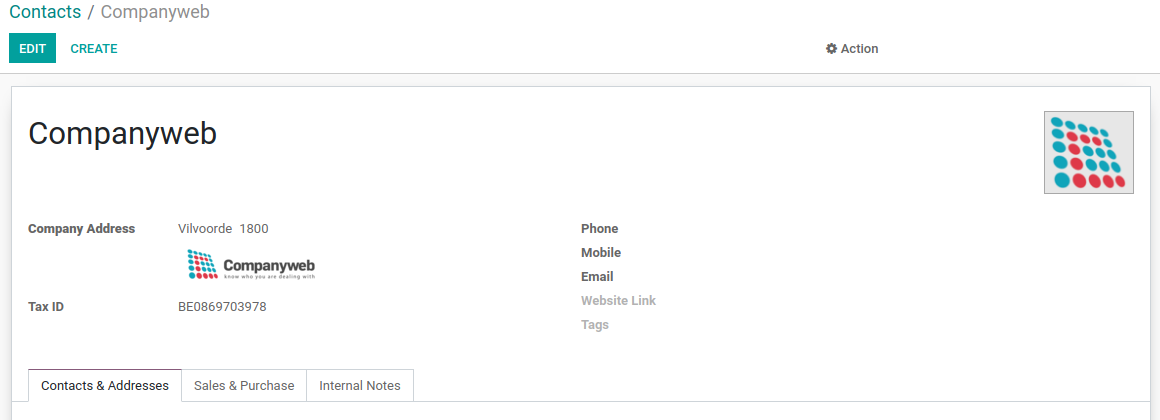 Contacts / Companyweb
EDIT CREATE Action
Companyweb
Company Address Vilvoorde 1800
Companyweb
know who you are dealing with
Tax ID BE0869703978
Phone
Mobile
Email
Website Link
Tags
Contacts & Addresses Sales & Purchase Internal Notes